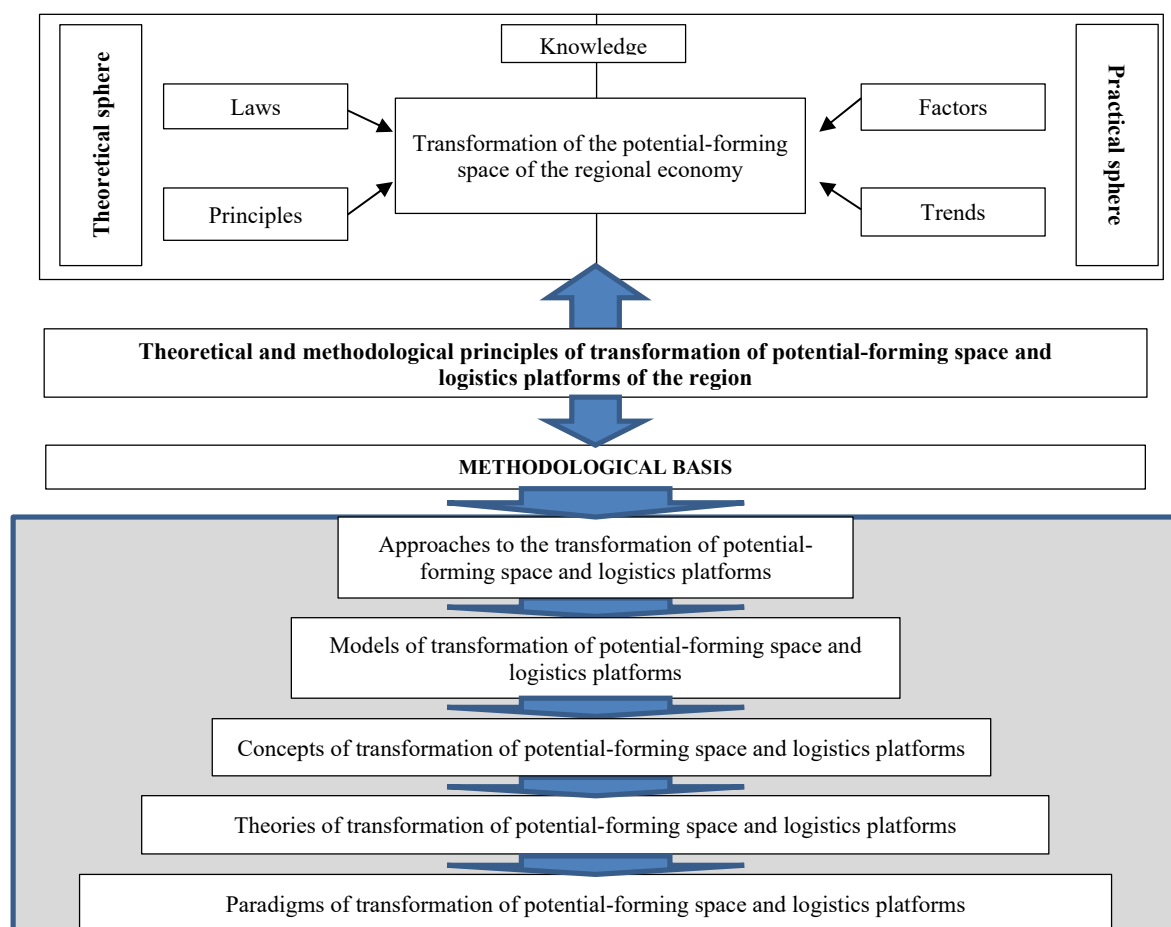 Knowledge
Theoretical sphere
Practical sphere
Laws
Factors
Transformation of the potential-forming
space of the regional economy
Principles
Trends
Theoretical and methodological principles of transformation of potential-forming space and
logistics platforms of the region
METHODOLOGICAL BASIS
Approaches to the transformation of potential-
forming space and logistics platforms
Models of transformation of potential-forming space and
logistics platforms
Concepts of transformation of potential-forming space and logistics platforms
Theories of transformation of potential-forming space and logistics platforms
Paradigms of transformation of potential-forming space and logistics platforms